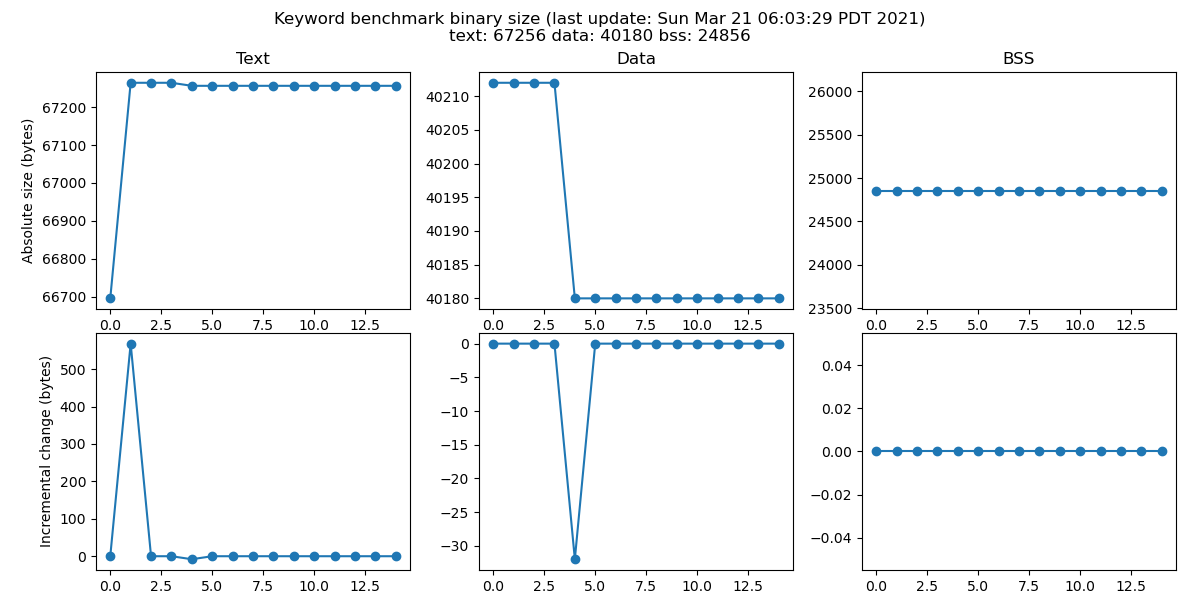 Keyword benchmark binary size (last update: Sun Mar 21 06:03:29 PDT 2021)
text: 67256 data: 40180 bss: 24856
Text
Data
BSS
Absolute size (bytes)
67200
67100
67000
66900
66800
66700
0.0 2.5 5.0 7.5 10.0 12.5
40210
40205
40200
40195
40190
40185
40180
0.0 2.5 5.0 7.5 10.0 12.5
26000
25500
25000
24500
24000
23500
0.0 2.5 5.0 7.5 10.0 12.5
Incremental change (bytes)
500
400
300
200
100
0
0.0 2.5 5.0 7.5 10.0 12.5
0
−5
−10
−15
−20
−25
−30
0.0 2.5 5.0 7.5 10.0 12.5
0.04
0.02
0.00
−0.02
−0.04
0.0 2.5 5.0 7.5 10.0 12.5